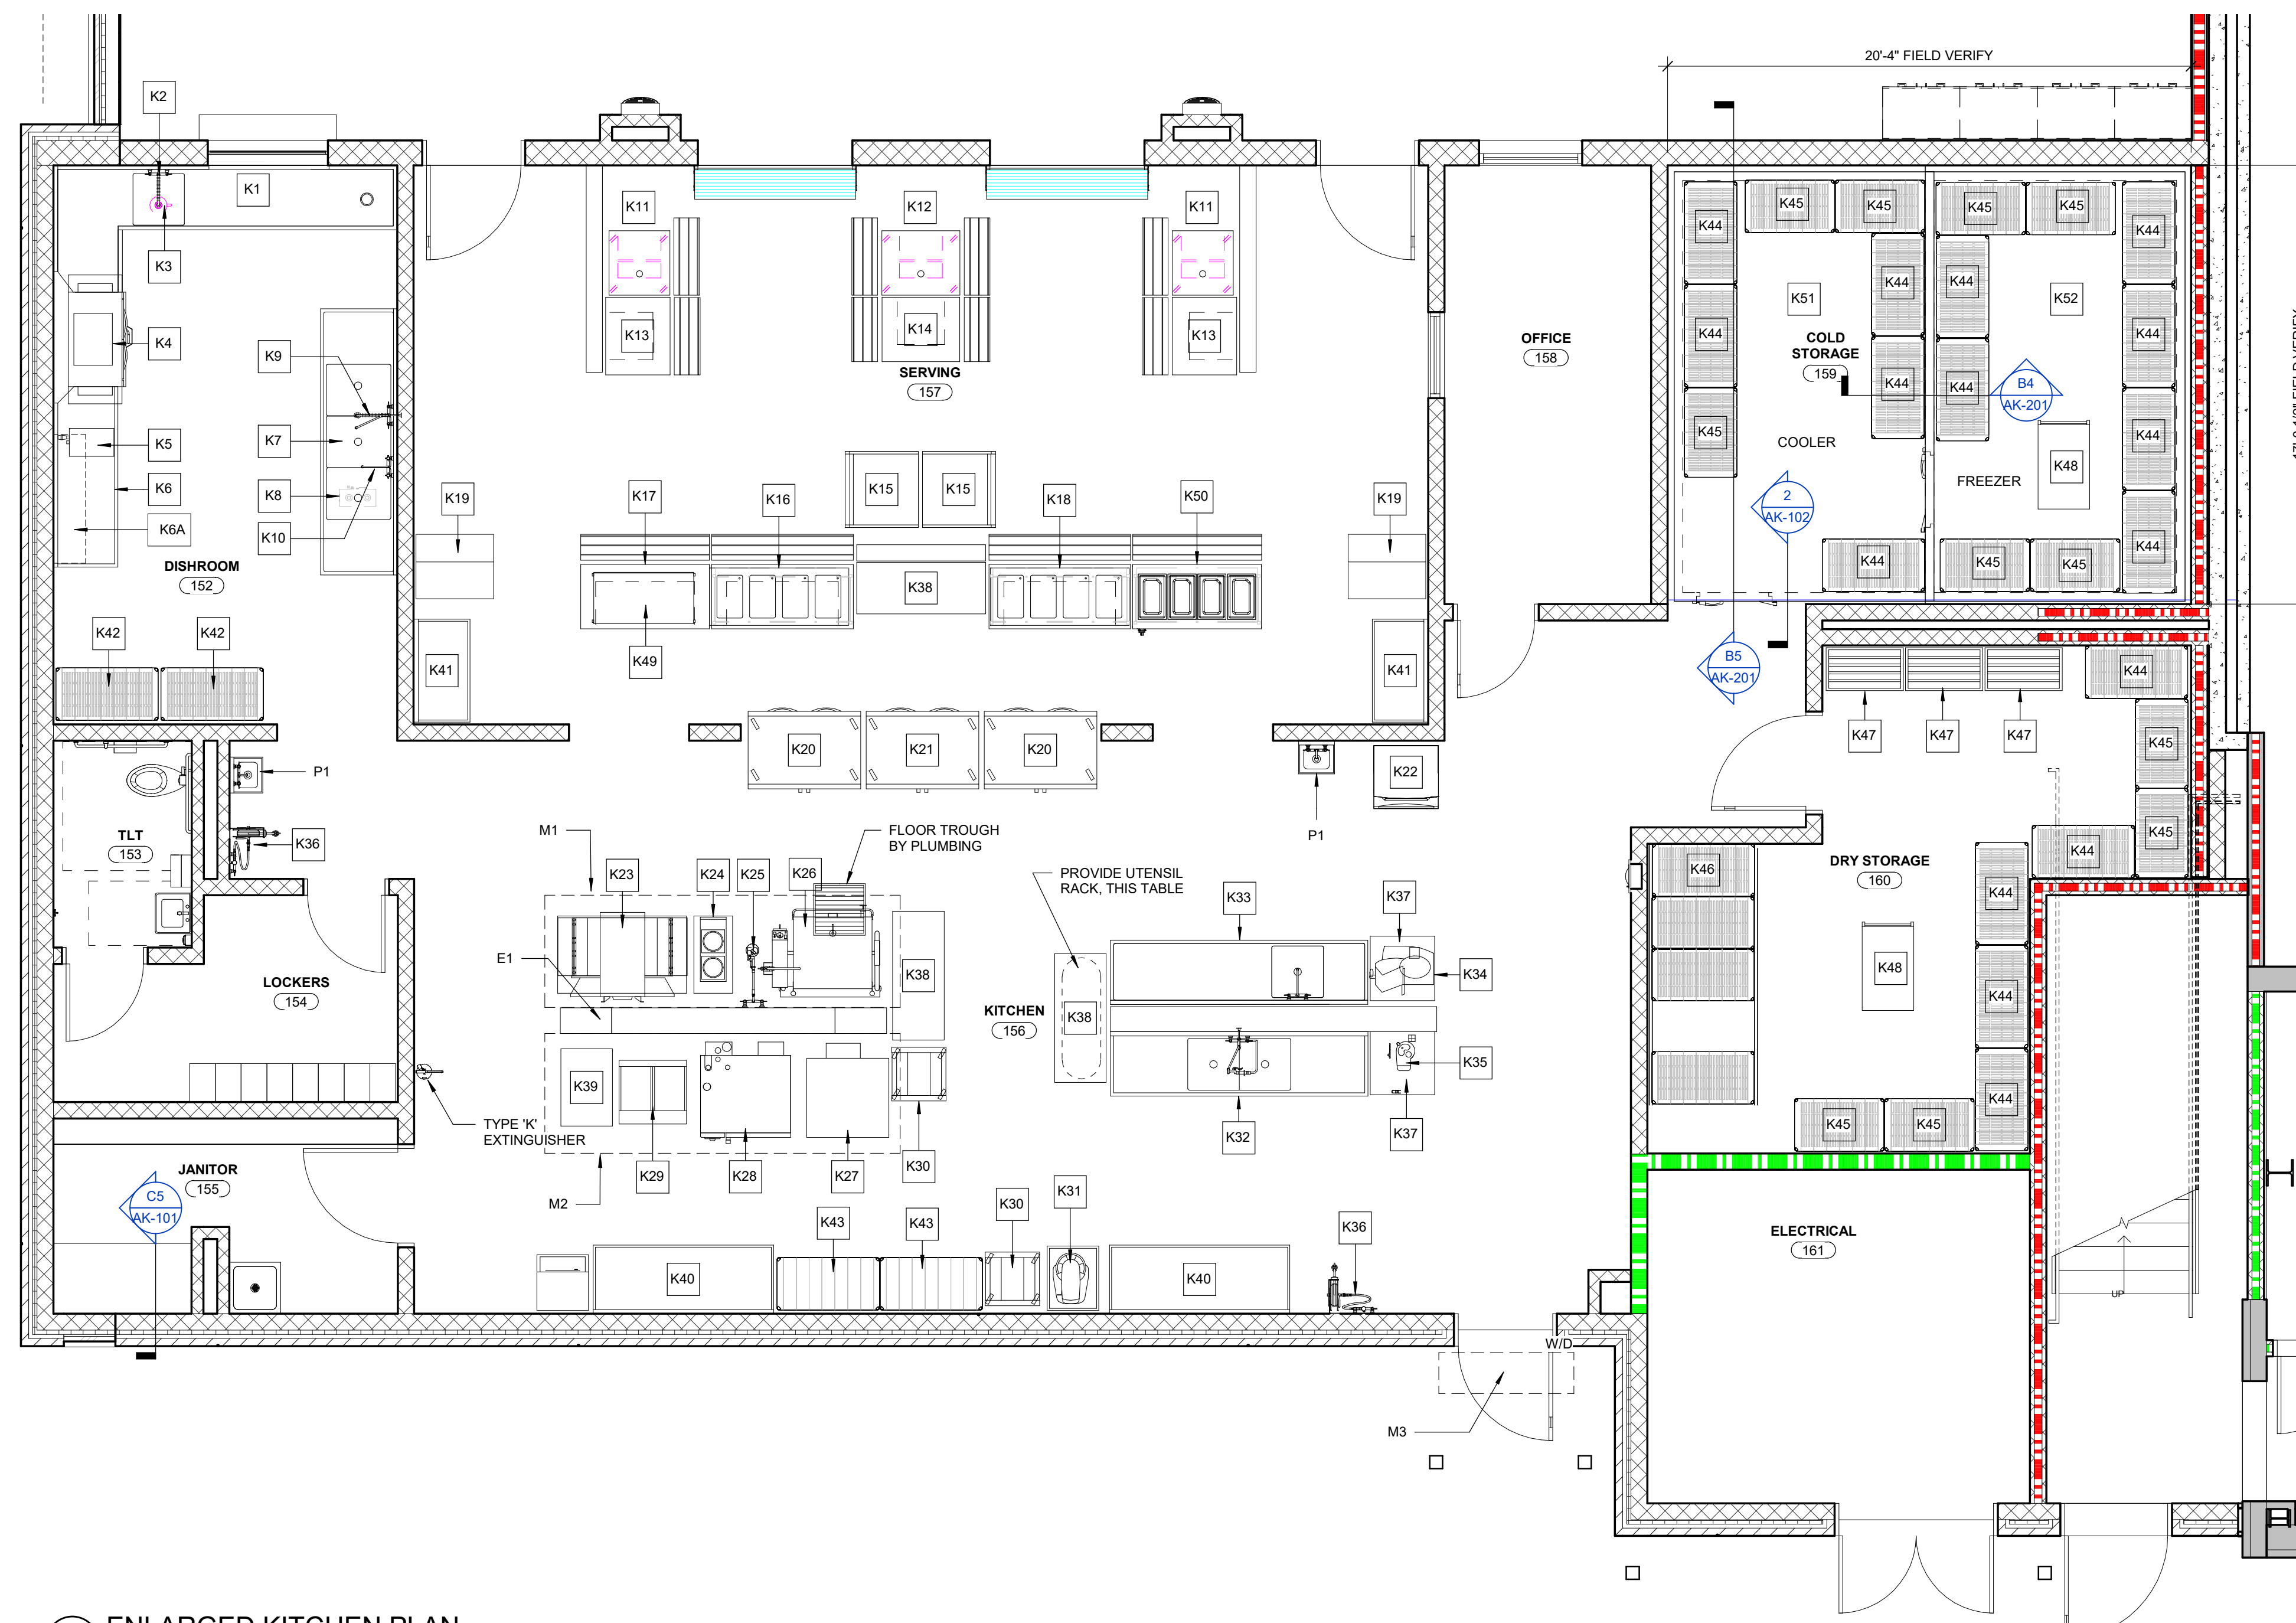 20'-4" FIELD VERIFY
K2
K1
K3
K4
K9
K5
K7
K6
K8
K6A
K10
DISHROOM
152
K42
K42
K11
K12
K11
K13
K14
K13
SERVING
157
K15
K15
K19
K17
K16
K18
K50
K19
K38
K49
K41
K41
K20
K21
K20
OFFICE
158
K45
K45
K45
K45
K44
K44
K44
K44
K51
K52
COLD
STORAGE
159
K44
K44
K44
K44
K45
K44
B4
AK-201
COOLER
FREEZER
K48
2
AK-102
K44
K45
K45
K44
B5
AK-201
K44
K47
K47
K47
K45
K45
K44
P1
K22
P1
TLT
153
K36
M1
FLOOR TROUGH
BY PLUMBING
K23
K24
K25
K26
PROVIDE UTENSIL
RACK, THIS TABLE
K33
K37
K46
DRY STORAGE
160
K44
E1
K38
K34
LOCKERS
154
KITCHEN
156
K38
K48
K44
K39
K35
TYPE 'K'
EXTINGUISHER
K30
K32
K37
K44
K45
K45
K29
K28
K27
M2
JANITOR
155
C5
AK-101
K30
K31
K43
K43
K36
K40
K40
ELECTRICAL
161
UP
W/D
M3
ENLARGED KITCHEN PLAN